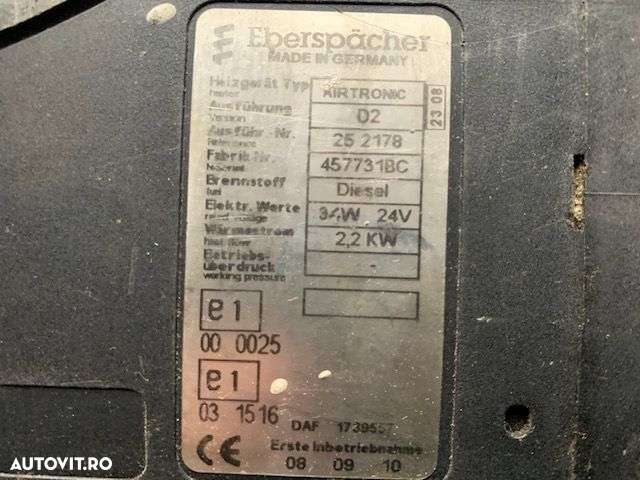 Eberspächer
MADE IN GERMANY
Heizgerät Typ AIRTRONIC
heater
Ausführung D2
Version
Ausführ.-Nr. 25 2178
Fabrik Nr. 457731BC
Brennstoff Diesel
fuel
Elektr. Werte 34W 24V
Wärmestrom 2,2 KW
heat flow
Betriebs-
überdruck -
working pressure
23 08
e1
00 0025
e1
03 1516
DAF
CE Erste Inbetriebnahme
08 09 10
AUTOVIT.RO